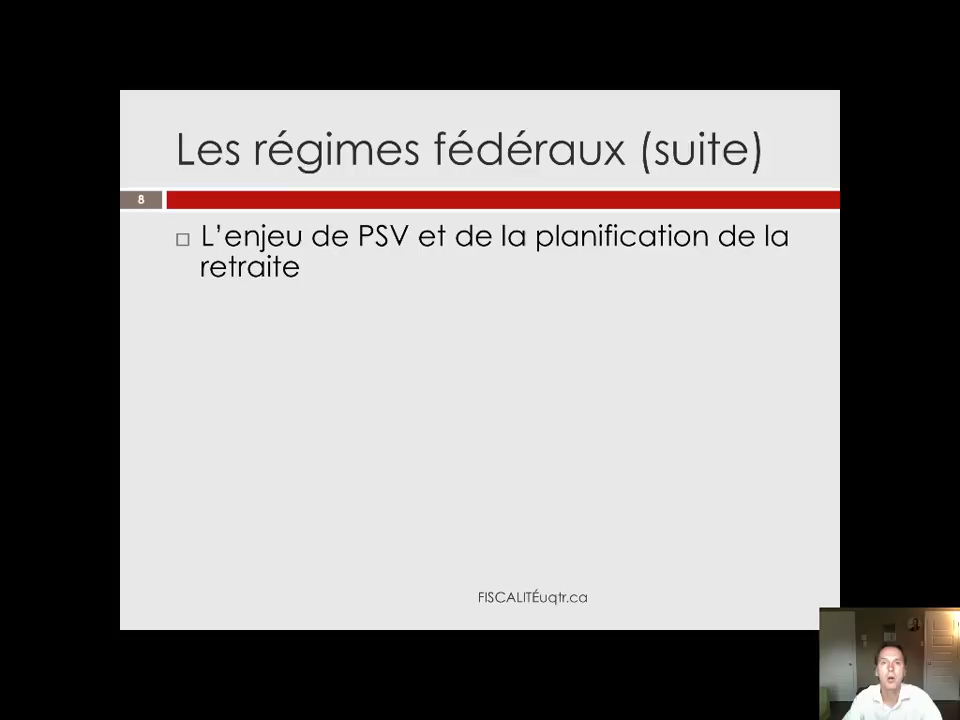 Les régimes fédéraux (suite)
8
L'enjeu de PSV et de la planification de la
retraite
FISCALITÉuqtr.ca